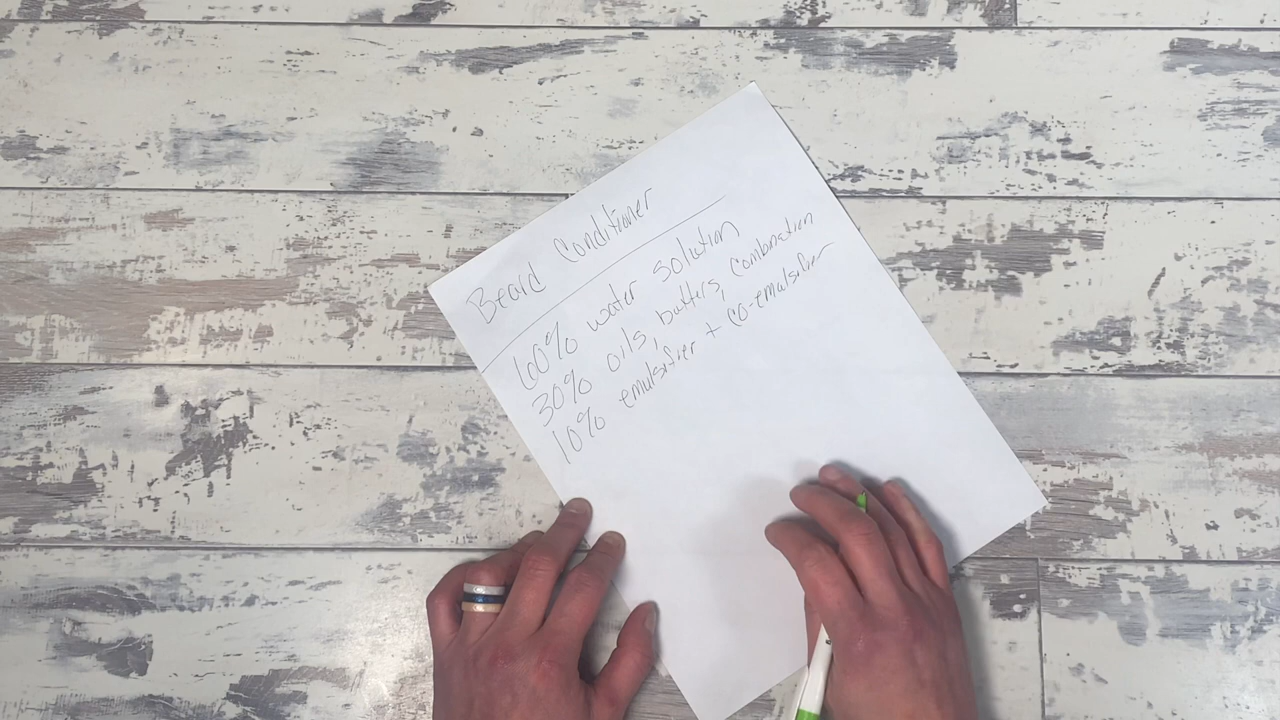 Beard Conditioner
60% water solution
30% oils, butters, combination
10% emulsifier + co-emulsifier